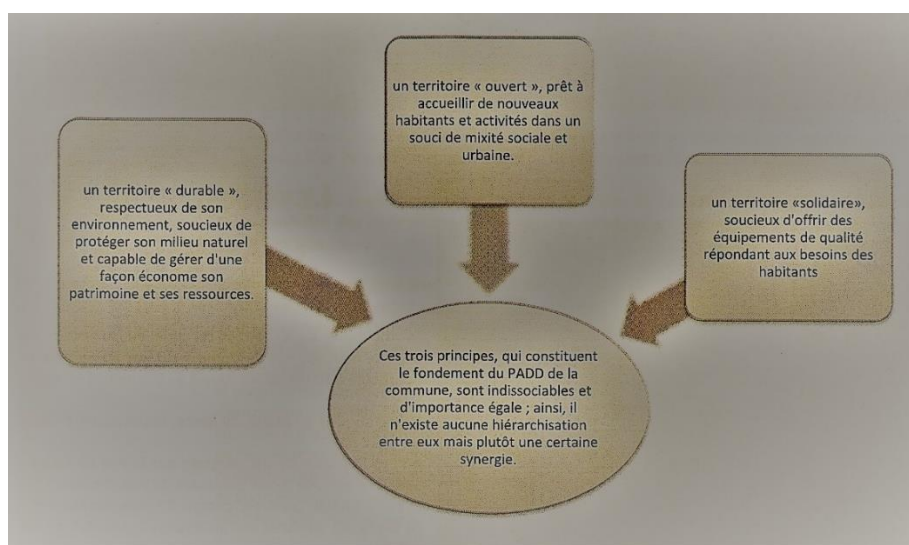 un territoire « durable »,
respectueux de son
environnement, soucieux de
protéger son milieu naturel
et capable de gérer d'une
façon économe son
patrimoine et ses ressources.
un territoire « ouvert », prêt à
accueillir de nouveaux
habitants et activités dans un
souci de mixité sociale et
urbaine.
un territoire «solidaire»,
soucieux d'offrir des
équipements de qualité
répondant aux besoins des
habitants
Ces trois principes, qui constituent
le fondement du PADD de la
commune, sont indissociables et
d'importance égale ; ainsi, il
n'existe aucune hiérarchisation
entre eux mais plutôt une certaine
synergie.